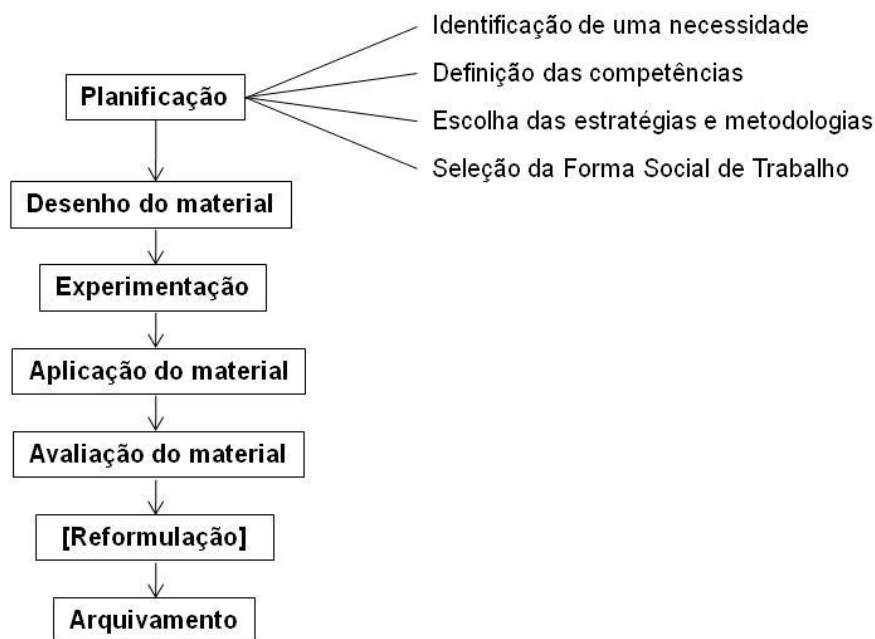 Identificação de uma necessidade
Planificação
Definição das competências
Escolha das estratégias e metodologias
Seleção da Forma Social de Trabalho
Desenho do material
Experimentação
Aplicação do material
Avaliação do material
[Reformulação]
Arquivamento